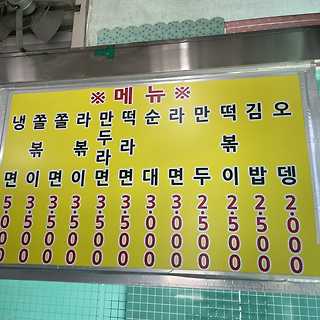 ※메뉴※
냉면 5.000
쫄볶이 3.500
쫄면 3.500
라볶이 3.500
만두라면 3.500
떡라면 3.500
순대 3.000
라면 3.000
만두 2.500
떡볶이 2.500
김밥 2.500
오뎅 2.000